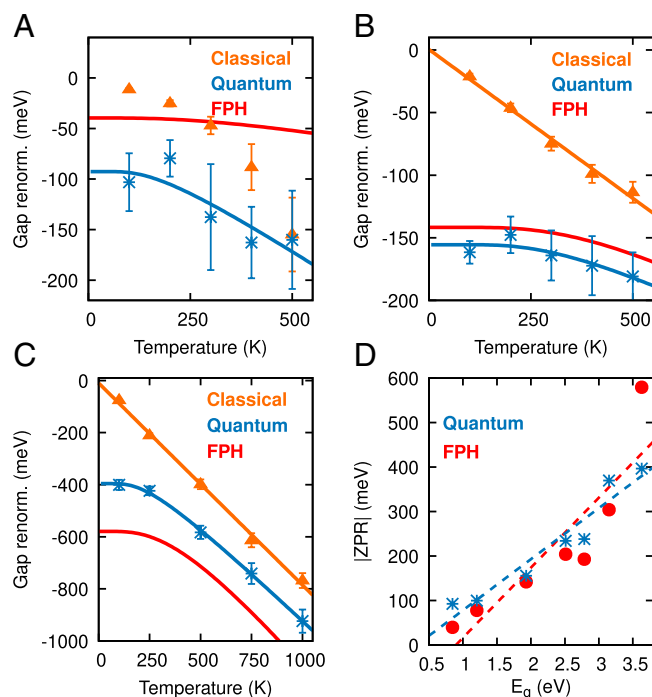 A
Classical
Quantum
FPH
Gap renorm. (meV)
0
-50
-100
-150
-200
0
250
500
Temperature (K)
B
Classical
Quantum
FPH
Gap renorm. (meV)
0
-50
-100
-150
-200
0
250
500
Temperature (K)
C
Classical
Quantum
FPH
Gap renorm. (meV)
0
-200
-400
-600
-800
-1000
0 250 500 750 1000
Temperature (K)
D
Quantum
FPH
|ZPR| (meV)
600
500
400
300
200
100
0
0.5 1 1.5 2 2.5 3 3.5
Eg (eV)